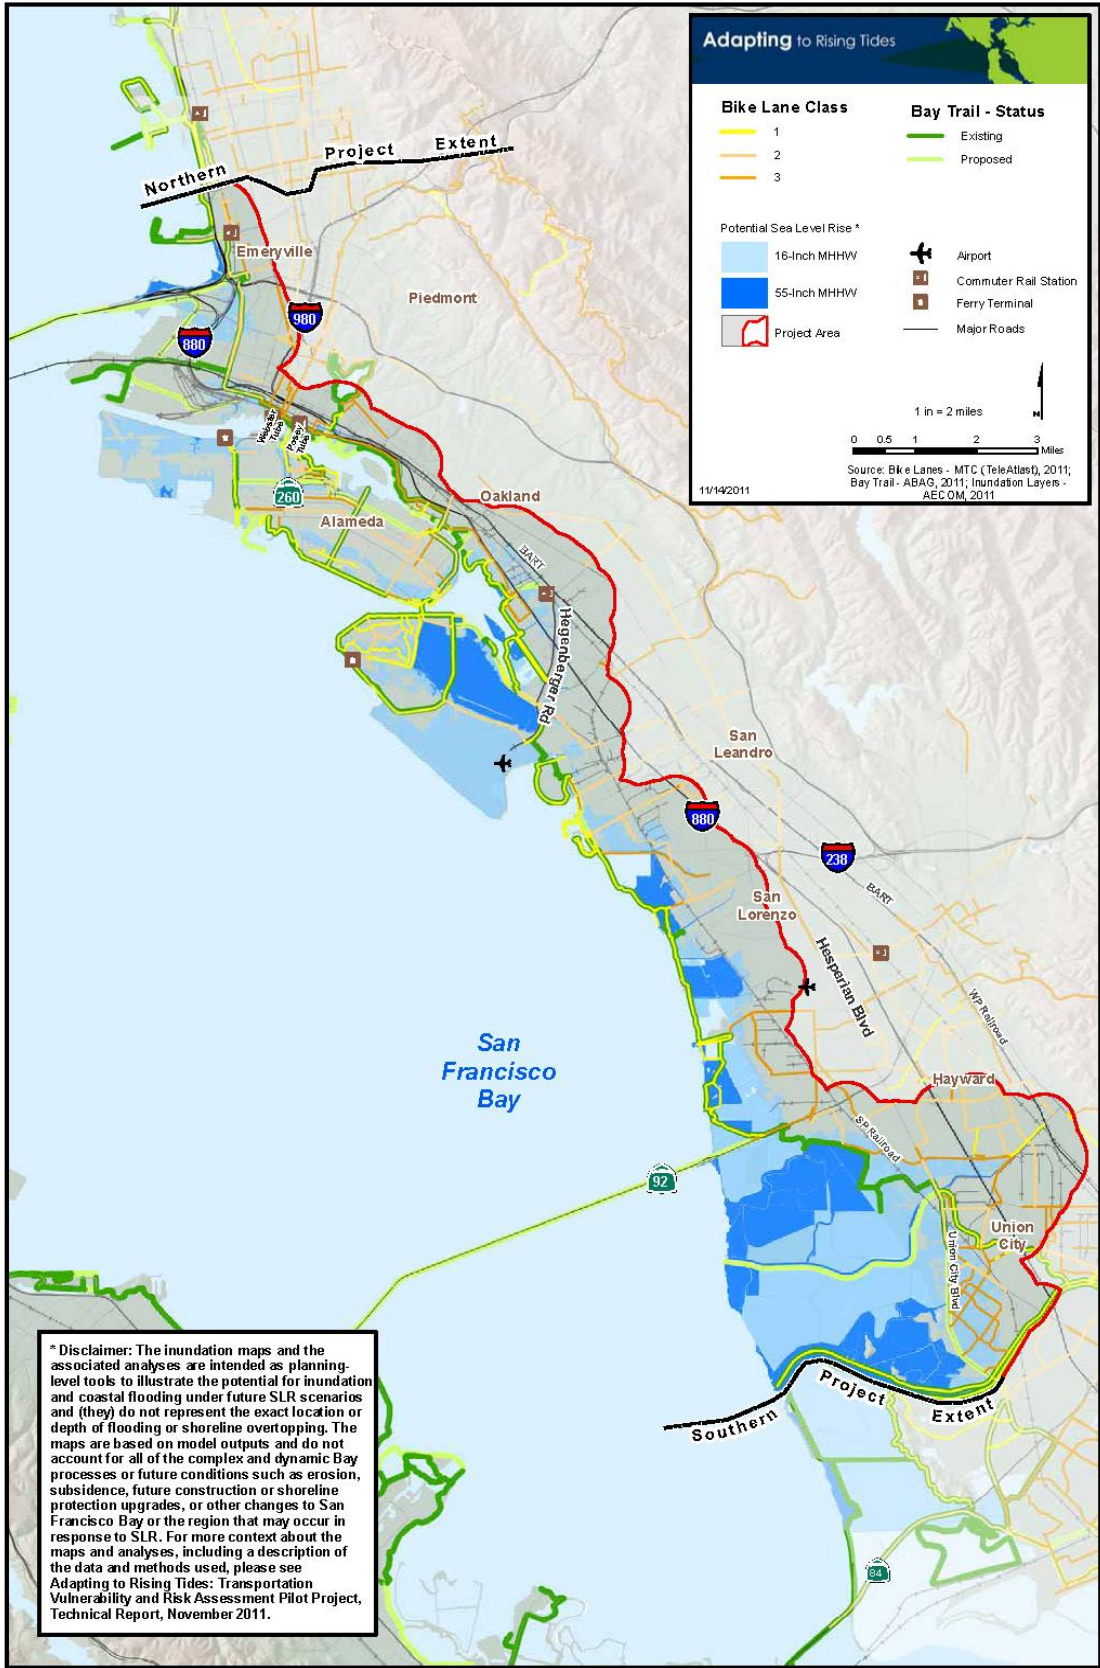 Adapting to Rising Tides
Bike Lane Class
1
2
3
Bay Trail - Status
Existing
Proposed
Potential Sea Level Rise *
16-Inch MHHW
55-Inch MHHW
Project Area
Airport
Commuter Rail Station
Ferry Terminal
Major Roads
1 in = 2 miles
N
0 0.5 1 2 3
Miles
Source: Bike Lanes - MTC (TeleAtlast), 2011;
Bay Trail - ABAG, 2011; Inundation Layers -
AECOM, 2011
11/14/2011
Northern Project Extent
Emeryville
Piedmont
980
880
Webster
Tube
Posey
Tube
260
Alameda
Oakland
BART
Hegenberger Rd
San
Leandro
880
238
BART
San
Lorenzo
Hesperian Blvd
WP Railroad
San
Francisco
Bay
Hayward
SP Railroad
92
Union
City
Union City Blvd
Southern Project Extent
84
* Disclaimer: The inundation maps and the
associated analyses are intended as planning-
level tools to illustrate the potential for inundation
and coastal flooding under future SLR scenarios
and (they) do not represent the exact location or
depth of flooding or shoreline overtopping. The
maps are based on model outputs and do not
account for all of the complex and dynamic Bay
processes or future conditions such as erosion,
subsidence, future construction or shoreline
protection upgrades, or other changes to San
Francisco Bay or the region that may occur in
response to SLR. For more context about the
maps and analyses, including a description of
the data and methods used, please see
Adapting to Rising Tides: Transportation
Vulnerability and Risk Assessment Pilot Project,
Technical Report, November 2011.